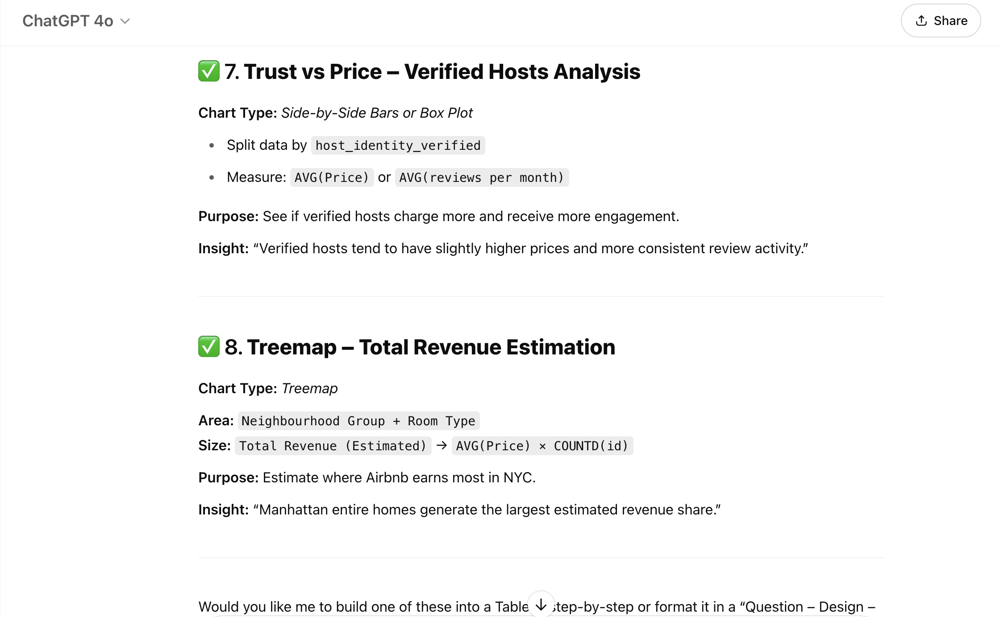 ChatGPT 4o
Share
✅ 7. Trust vs Price – Verified Hosts Analysis
Chart Type: Side-by-Side Bars or Box Plot
• Split data by host_identity_verified
• Measure: AVG(Price) or AVG(reviews per month)
Purpose: See if verified hosts charge more and receive more engagement.
Insight: “Verified hosts tend to have slightly higher prices and more consistent review activity.”
✅ 8. Treemap – Total Revenue Estimation
Chart Type: Treemap
Area: Neighbourhood Group + Room Type
Size: Total Revenue (Estimated) → AVG(Price) × COUNTD(id)
Purpose: Estimate where Airbnb earns most in NYC.
Insight: “Manhattan entire homes generate the largest estimated revenue share.”
Would you like me to build one of these into a Table step-by-step or format it in a “Question – Design –